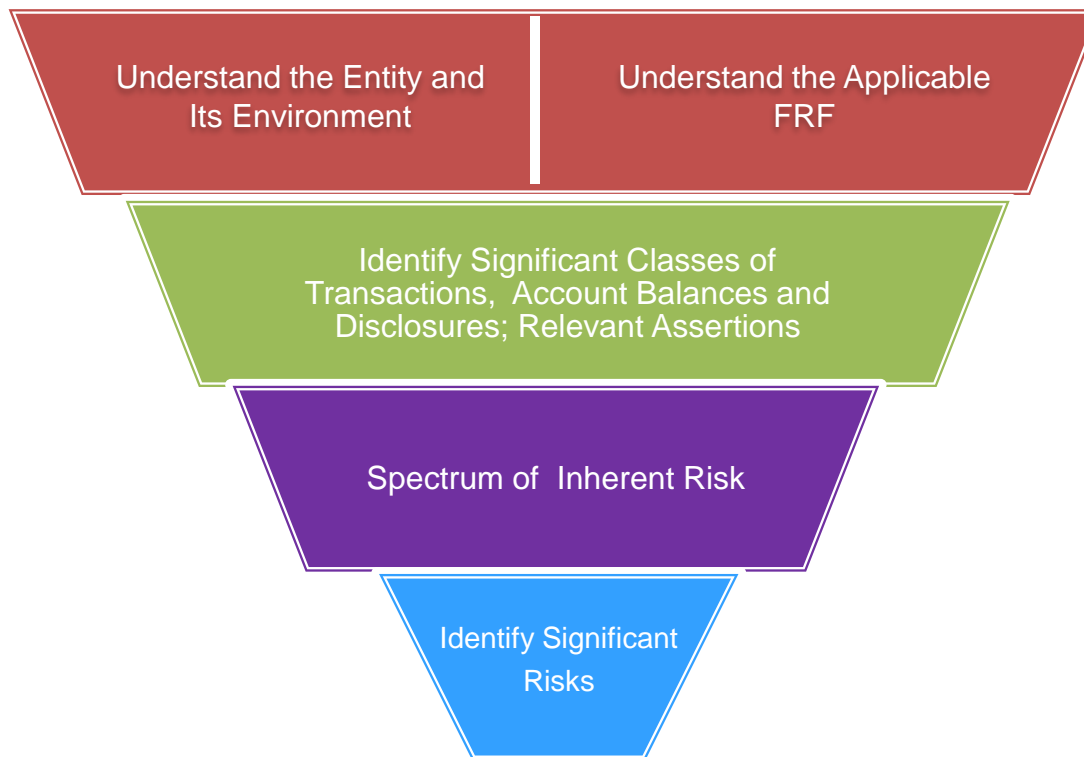 Understand the Entity and
Its Environment
Understand the Applicable
FRF
Identify Significant Classes of
Transactions,  Account Balances and
Disclosures; Relevant Assertions
Spectrum of  Inherent Risk
Identify Significant
Risks